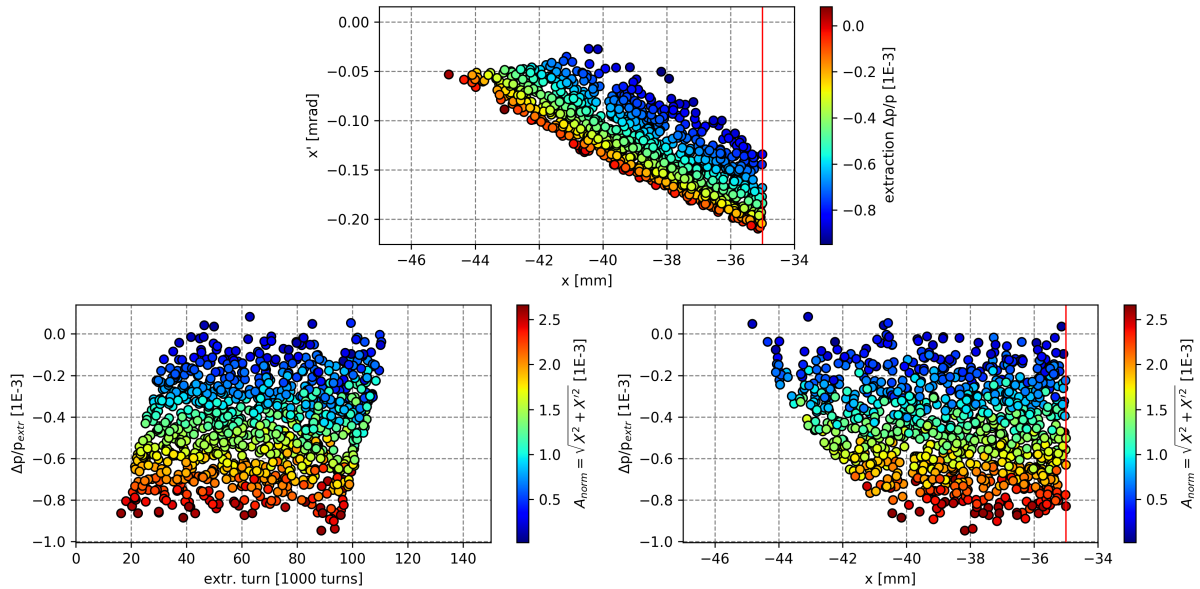 0.00
−0.05
−0.10
−0.15
−0.20
x' [mrad]
−46 −44 −42 −40 −38 −36 −34
x [mm]
0.0
−0.2
−0.4
−0.6
−0.8
extraction Δp/p [1E-3]
0.0
−0.2
−0.4
−0.6
−0.8
−1.0
Δp/p_extr [1E-3]
0 20 40 60 80 100 120 140
extr. turn [1000 turns]
2.5
2.0
1.5
1.0
0.5
A_norm = √X² + X'² [1E-3]
0.0
−0.2
−0.4
−0.6
−0.8
−1.0
Δp/p_extr [1E-3]
−46 −44 −42 −40 −38 −36 −34
x [mm]
2.5
2.0
1.5
1.0
0.5
A_norm = √X² + X'² [1E-3]